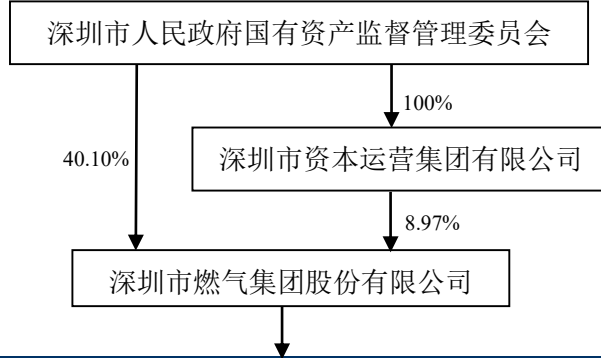 深圳市人民政府国有资产监督管理委员会
100%
40.10%
深圳市资本运营集团有限公司
8.97%
深圳市燃气集团股份有限公司